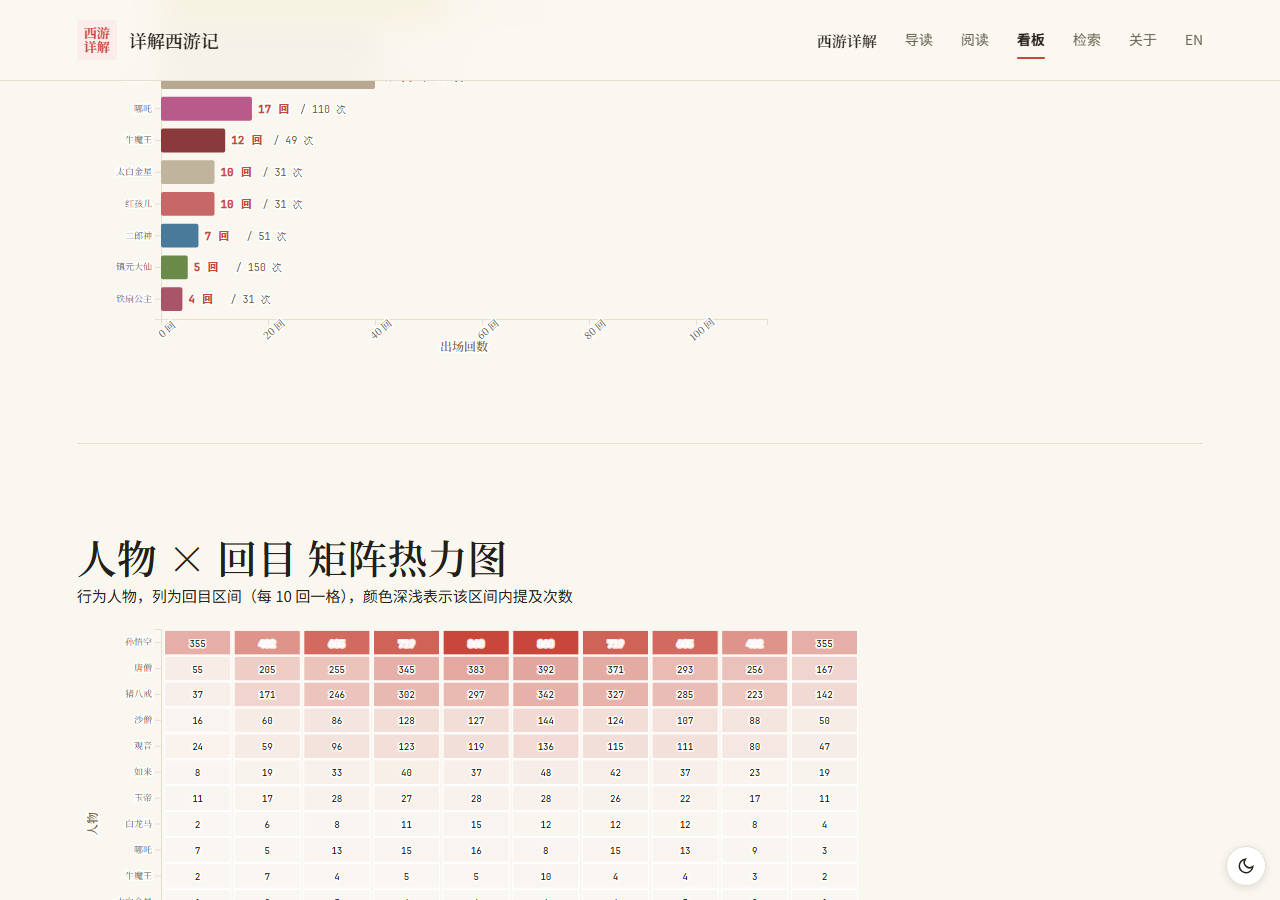 西游
详解
详解西游记
西游详解 导读 阅读 看板 检索 关于 EN
哪吒 17 回 / 110 次
牛魔王 12 回 / 49 次
太白金星 10 回 / 31 次
红孩儿 10 回 / 31 次
二郎神 7 回 / 51 次
镇元大仙 5 回 / 150 次
铁扇公主 4 回 / 31 次
0 回 20 回 40 回 60 回 80 回 100 回
出场回数
人物 × 回目 矩阵热力图
行为人物，列为回目区间（每 10 回一格），颜色深浅表示该区间内提及次数
孙悟空 355 355
唐僧 55 205 255 345 383 392 371 293 256 167
猪八戒 37 171 246 302 297 342 327 285 223 142
沙僧 16 60 86 128 127 144 124 107 88 50
观音 24 59 96 123 119 136 115 111 80 47
如来 8 19 33 40 37 48 42 37 23 19
玉帝 11 17 28 27 28 28 26 22 17 11
人物
白龙马 2 6 8 11 15 12 12 12 8 4
哪吒 7 5 13 15 16 8 15 13 9 3
牛魔王 2 7 4 5 5 10 4 4 3 2